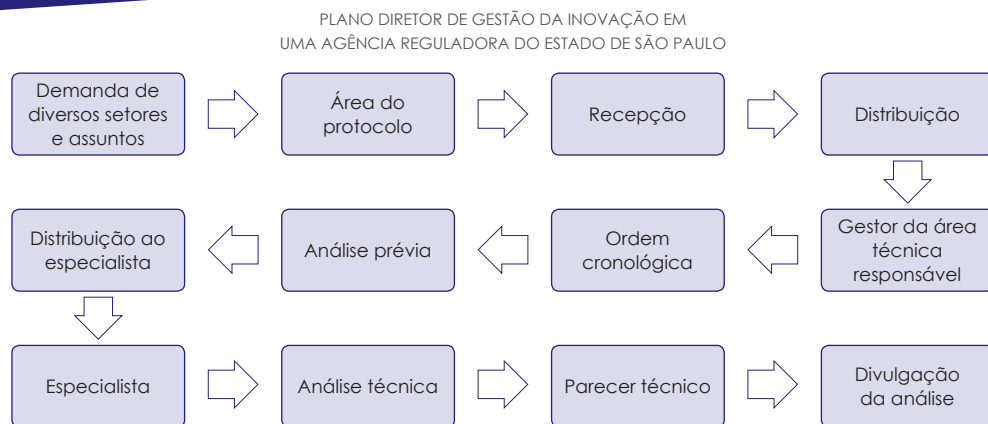 PLANO DIRETOR DE GESTÃO DA INOVAÇÃO EM
UMA AGÊNCIA REGULADORA DO ESTADO DE SÃO PAULO
Demanda de
diversos setores
e assuntos
Área do
protocolo
Recepção
Distribuição
Gestor da área
técnica
responsável
Ordem
cronológica
Análise prévia
Distribuição ao
especialista
Especialista
Análise técnica
Parecer técnico
Divulgação
da análise